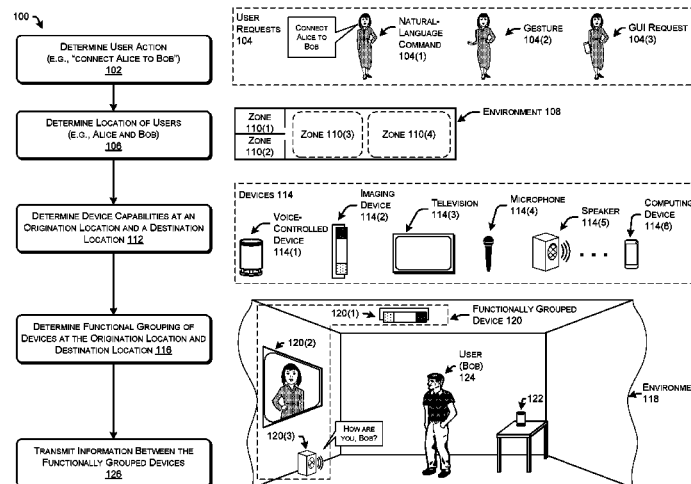 100
DETERMINE USER ACTION
(E.G., "CONNECT ALICE TO BOB")
102
DETERMINE LOCATION OF USERS
(E.G., ALICE AND BOB)
106
DETERMINE DEVICE CAPABILITIES AT AN
ORIGINATION LOCATION AND A DESTINATION
LOCATION 112
DETERMINE FUNCTIONAL GROUPING OF
DEVICES AT THE ORIGINATION LOCATION AND
DESTINATION LOCATION 116
TRANSMIT INFORMATION BETWEEN THE
FUNCTIONALLY GROUPED DEVICES
126
USER
REQUESTS
104
CONNECT
ALICE TO
BOB
NATURAL-
LANGUAGE
COMMAND
104(1)
GESTURE
104(2)
GUI REQUEST
104(3)
ZONE
110(1)
ZONE
110(2)
ZONE 110(3)
ZONE 110(4)
ENVIRONMENT 108
DEVICES 114
VOICE-
CONTROLLED
DEVICE
114(1)
IMAGING
DEVICE
114(2)
TELEVISION
114(3)
MICROPHONE
114(4)
SPEAKER
114(5)
COMPUTING
DEVICE
114(6)
120(1)
FUNCTIONALLY GROUPED
DEVICE 120
120(2)
USER
(BOB)
124
122
ENVIRONME
118
120(3)
HOW ARE
YOU, BOB?